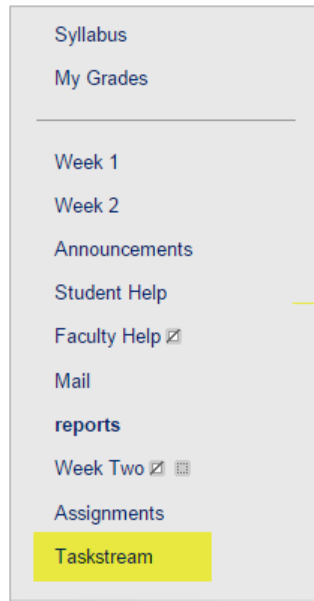 Syllabus
My Grades
Week 1
Week 2
Announcements
Student Help
Faculty Help
Mail
reports
Week Two
Assignments
Taskstream